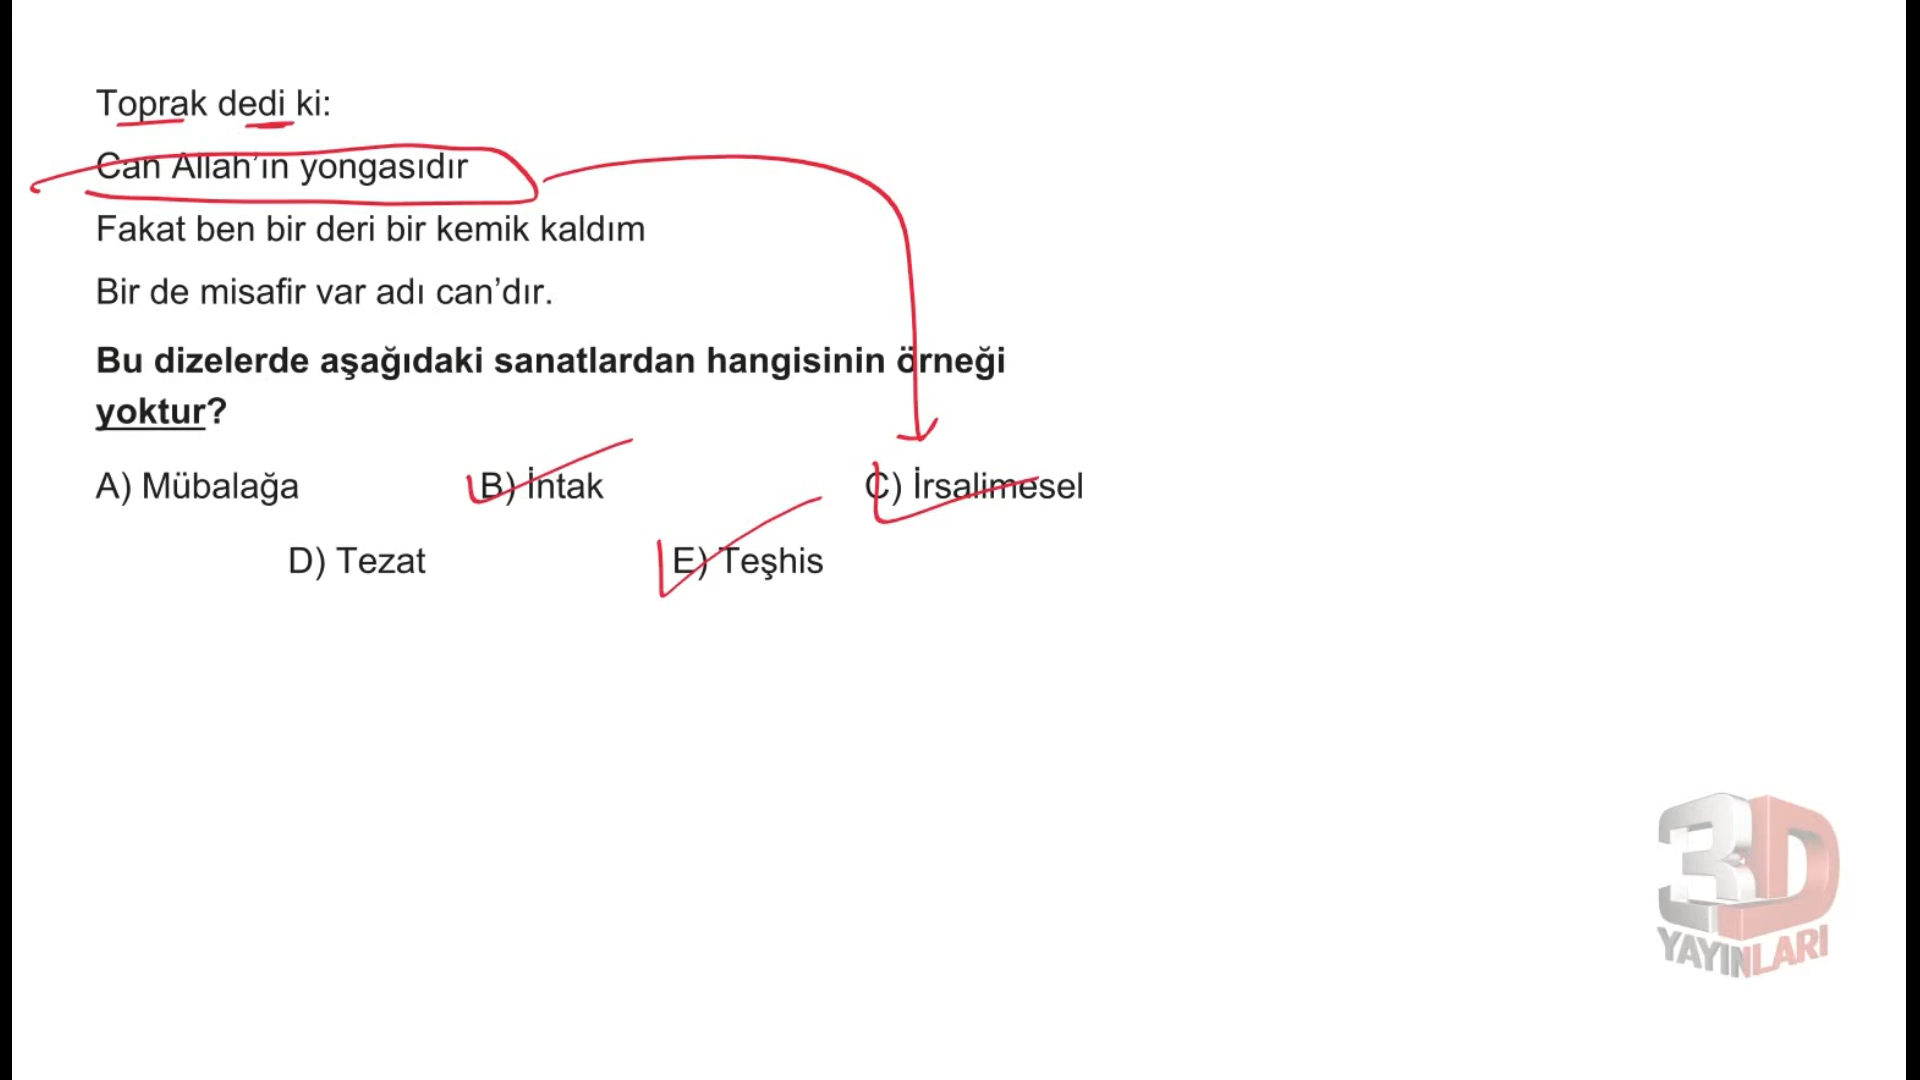 Toprak dedi ki:
Can Allah’ın yongasıdır
Fakat ben bir deri bir kemik kaldım
Bir de misafir var adı can’dır.
Bu dizelerde aşağıdaki sanatlardan hangisinin örneği
yoktur?
A) Mübalağa B) İntak C) İrsalimesel
D) Tezat E) Teşhis
3D
YAYINLARI